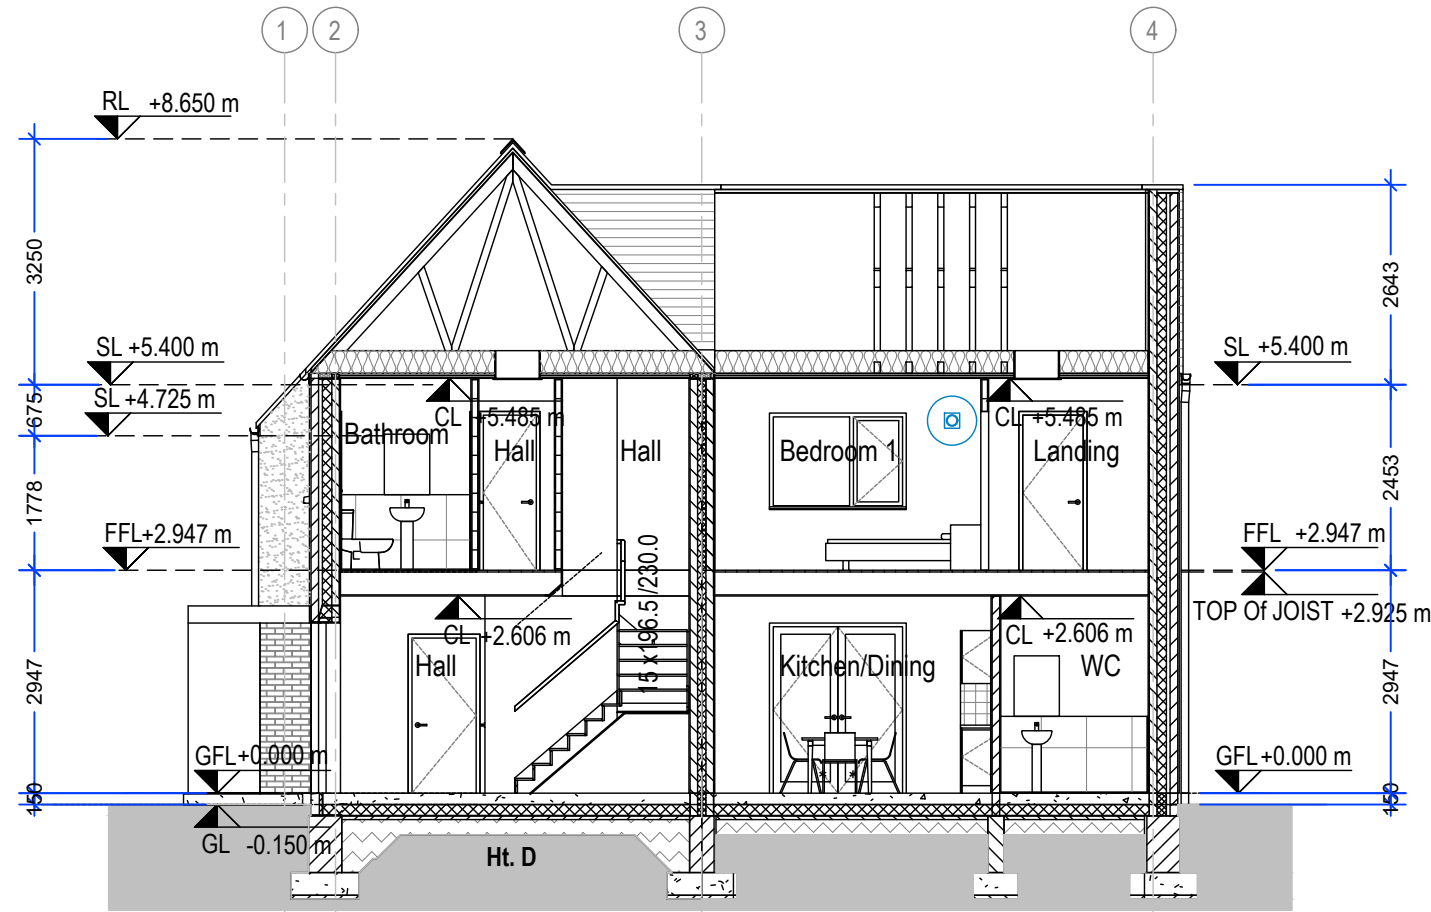 1 2 3 4
RL +8.650 m
3250
2643
SL +5.400 m
SL +5.400 m
675
SL +4.725 m
CL +5.485 m
CL +5.485 m
Bathroom
Hall
Hall
Bedroom 1
Landing
1778
2453
FFL+2.947 m
FFL +2.947 m
15 x196.5 /230.0
TOP Of JOIST +2.925 m
CL +2.606 m
CL +2.606 m
Hall
Kitchen/Dining
WC
2947
2947
GFL+0.000 m
GFL+0.000 m
150
150
GL -0.150 m
Ht. D